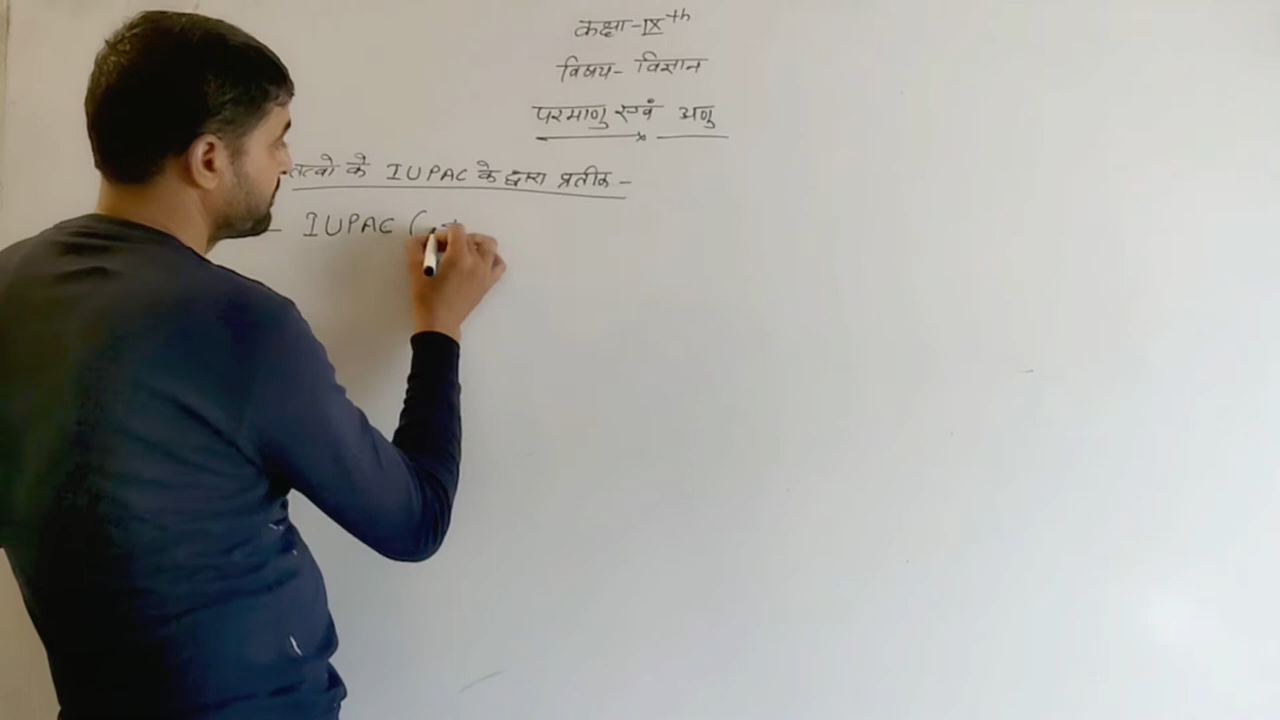 कक्षा-IXth
विषय- विज्ञान
परमाणु एवं अणु
तत्वो के IUPAC के द्वारा प्रतीक -
- IUPAC (